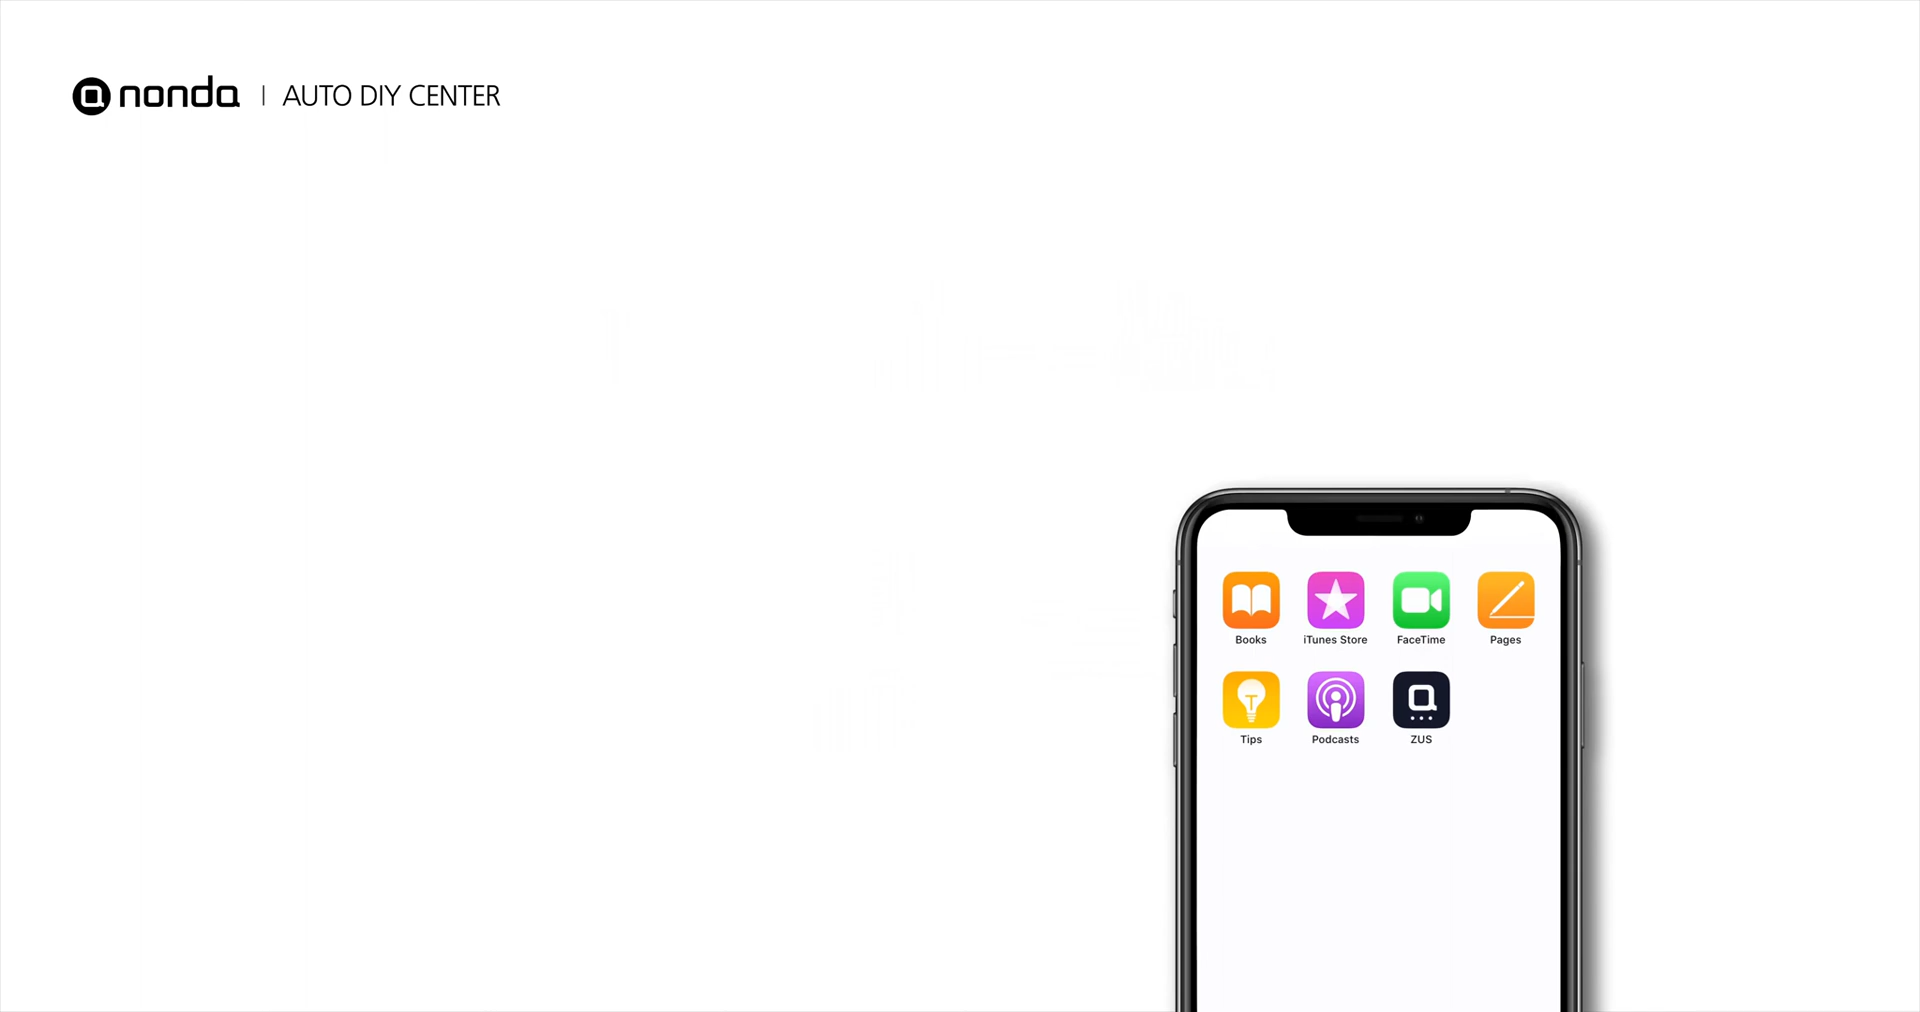 nonda | AUTO DIY CENTER
Books iTunes Store FaceTime Pages
Tips Podcasts ZUS